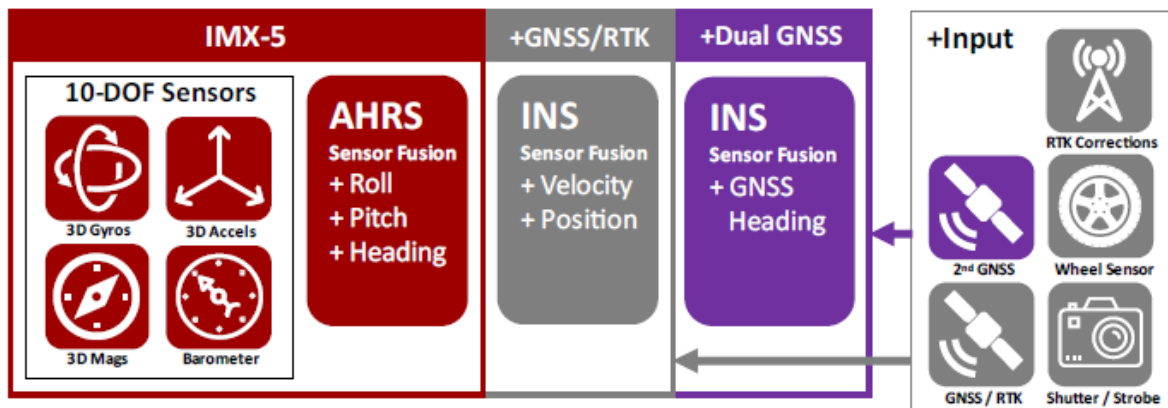 IMX-5
10-DOF Sensors
3D Gyros
3D Accels
3D Mags
Barometer
AHRS
Sensor Fusion
+ Roll
+ Pitch
+ Heading
+GNSS/RTK
INS
Sensor Fusion
+ Velocity
+ Position
+Dual GNSS
INS
Sensor Fusion
+ GNSS
Heading
+Input
RTK Corrections
2nd GNSS
Wheel Sensor
GNSS / RTK
Shutter / Strobe